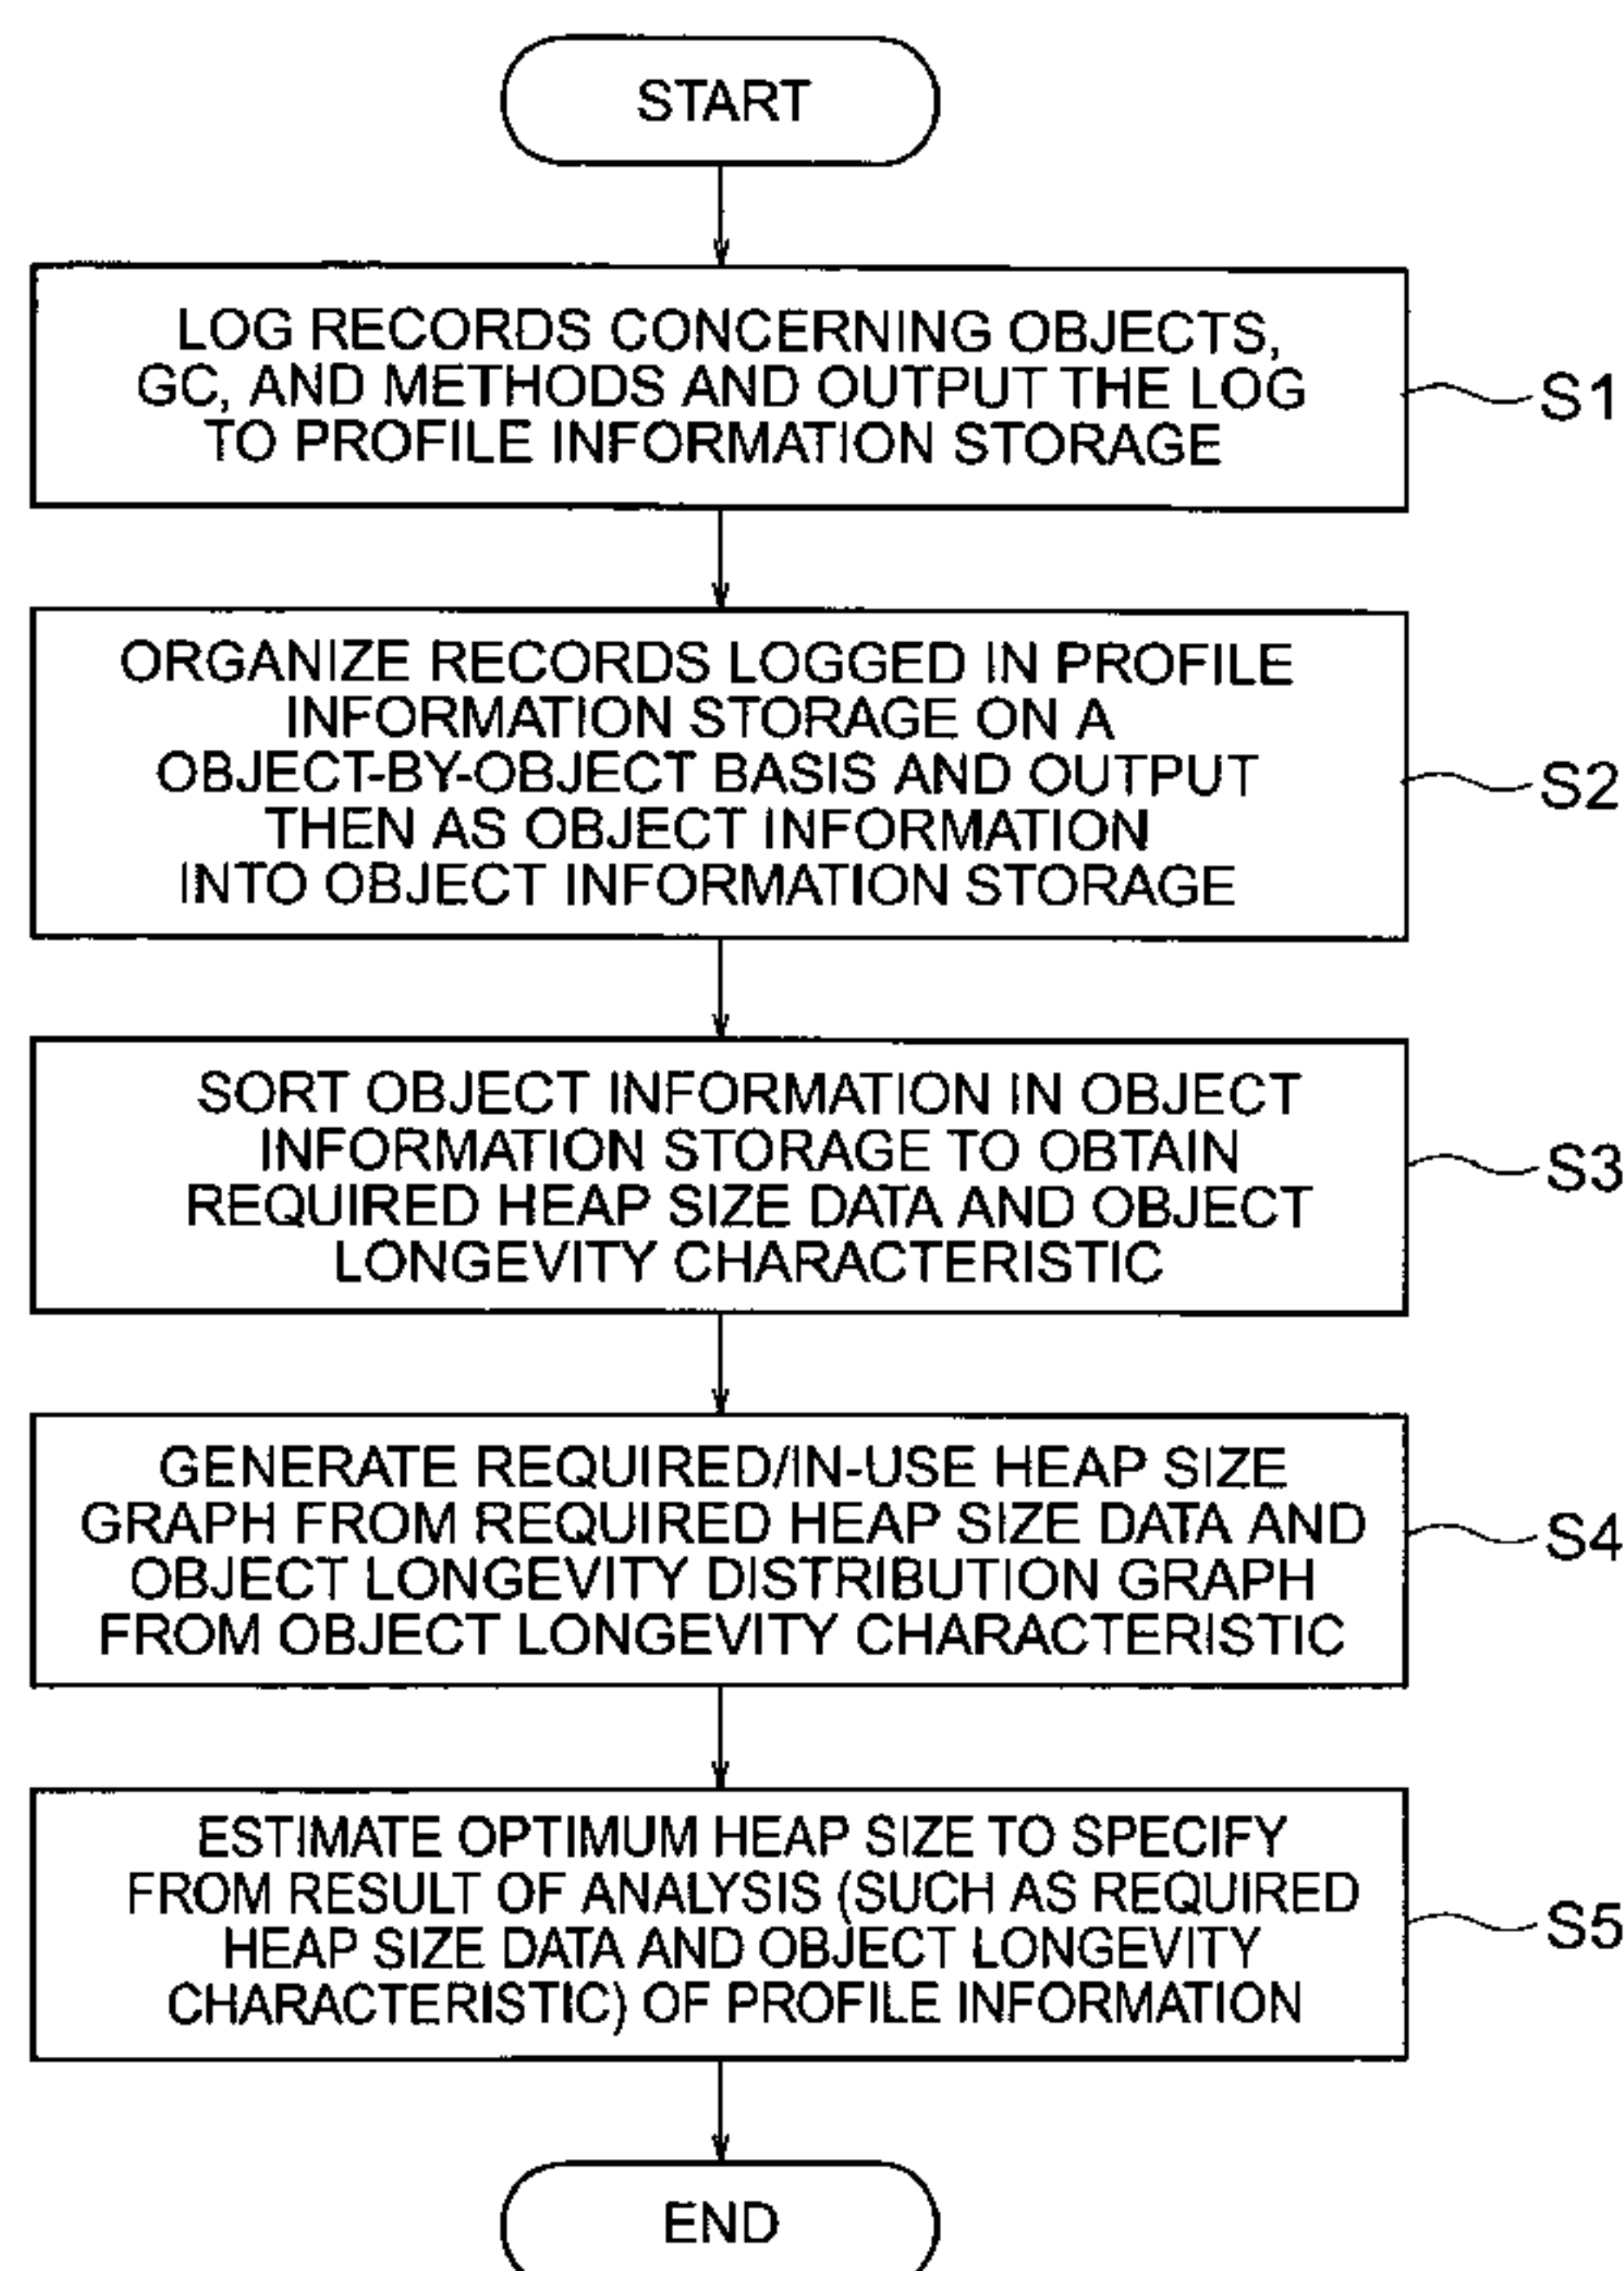 START
LOG RECORDS CONCERNING OBJECTS,
GC, AND METHODS AND OUTPUT THE LOG
TO PROFILE INFORMATION STORAGE
S1
ORGANIZE RECORDS LOGGED IN PROFILE
INFORMATION STORAGE ON A
OBJECT-BY-OBJECT BASIS AND OUTPUT
THEN AS OBJECT INFORMATION
INTO OBJECT INFORMATION STORAGE
S2
SORT OBJECT INFORMATION IN OBJECT
INFORMATION STORAGE TO OBTAIN
REQUIRED HEAP SIZE DATA AND OBJECT
LONGEVITY CHARACTERISTIC
S3
GENERATE REQUIRED/IN-USE HEAP SIZE
GRAPH FROM REQUIRED HEAP SIZE DATA AND
OBJECT LONGEVITY DISTRIBUTION GRAPH
FROM OBJECT LONGEVITY CHARACTERISTIC
S4
ESTIMATE OPTIMUM HEAP SIZE TO SPECIFY
FROM RESULT OF ANALYSIS (SUCH AS REQUIRED
HEAP SIZE DATA AND OBJECT LONGEVITY
CHARACTERISTIC) OF PROFILE INFORMATION
S5
END